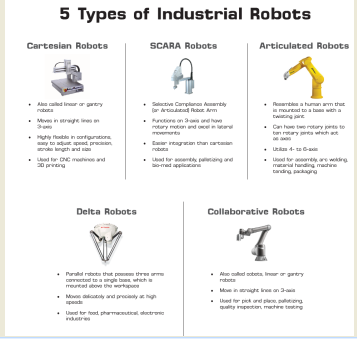 5 Types of Industrial Robots
Cartesian Robots
• Also called linear or gantry
robots
• Moves in straight lines on
3-axis
• Highly flexible in configurations,
easy to adjust speed, precision,
stroke length and size
• Used for CNC machines and
3D printing
SCARA Robots
• Selective Compliance Assembly
(or Articulated) Robot Arm
• Functions on 3-axis and have
rotary motion and excel in lateral
movements
• Easier integration than cartesian
robots
• Used for assembly, palletizing and
bio-med applications
Articulated Robots
• Resembles a human arm that
is mounted to a base with a
twisting joint
• Can have two rotary joints to
ten rotary joints which act
as axis
• Utilize 4- to 6-axis
• Used for assembly, arc welding,
material handling, machine
tending, packaging
Delta Robots
• Parallel robots that possess three arms
connected to a single base, which is
mounted above the workspace
• Moves delicately and precisely at high
speeds
• Used for food, pharmaceutical, electronic
industries
Collaborative Robots
• Also called cobots, linear or gantry
robots
• Move in straight lines on 3-axis
• Used for pick and place, palletizing,
quality inspection, machine testing